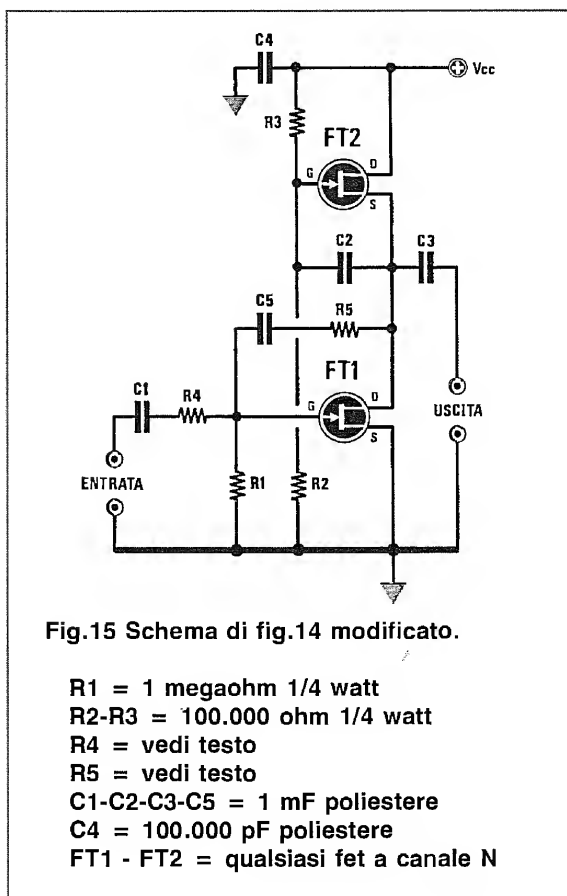 C4
Vcc
R3
FT2
G
D
S
C2
C3
C5
R5
FT1
C1
R4
G
D
S
USCITA
ENTRATA
R1
R2
Fig.15 Schema di fig.14 modificato.
R1 = 1 megaohm 1/4 watt
R2-R3 = 100.000 ohm 1/4 watt
R4 = vedi testo
R5 = vedi testo
C1-C2-C3-C5 = 1 mF poliestere
C4 = 100.000 pF poliestere
FT1 - FT2 = qualsiasi fet a canale N